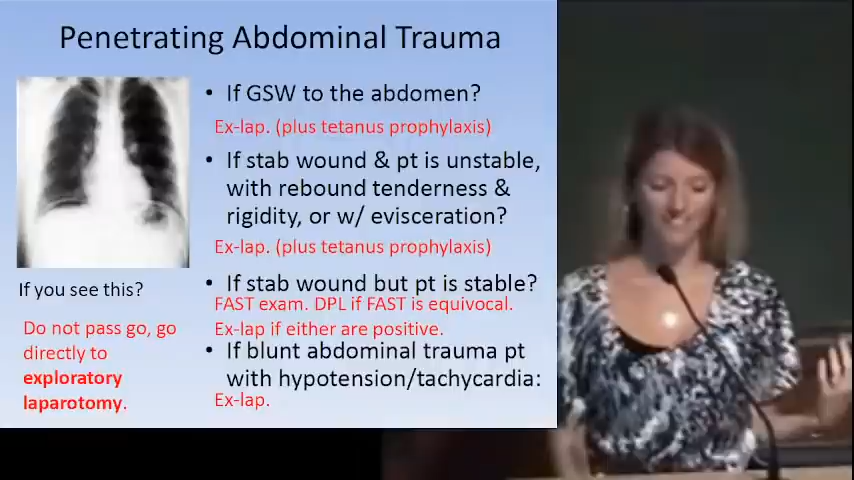 Penetrating Abdominal Trauma
If you see this?
Do not pass go, go
directly to
exploratory
laparotomy.
• If GSW to the abdomen?
Ex-lap. (plus tetanus prophylaxis)
• If stab wound & pt is unstable,
with rebound tenderness &
rigidity, or w/ evisceration?
Ex-lap. (plus tetanus prophylaxis)
• If stab wound but pt is stable?
FAST exam. DPL if FAST is equivocal.
Ex-lap if either are positive.
• If blunt abdominal trauma pt
with hypotension/tachycardia:
Ex-lap.